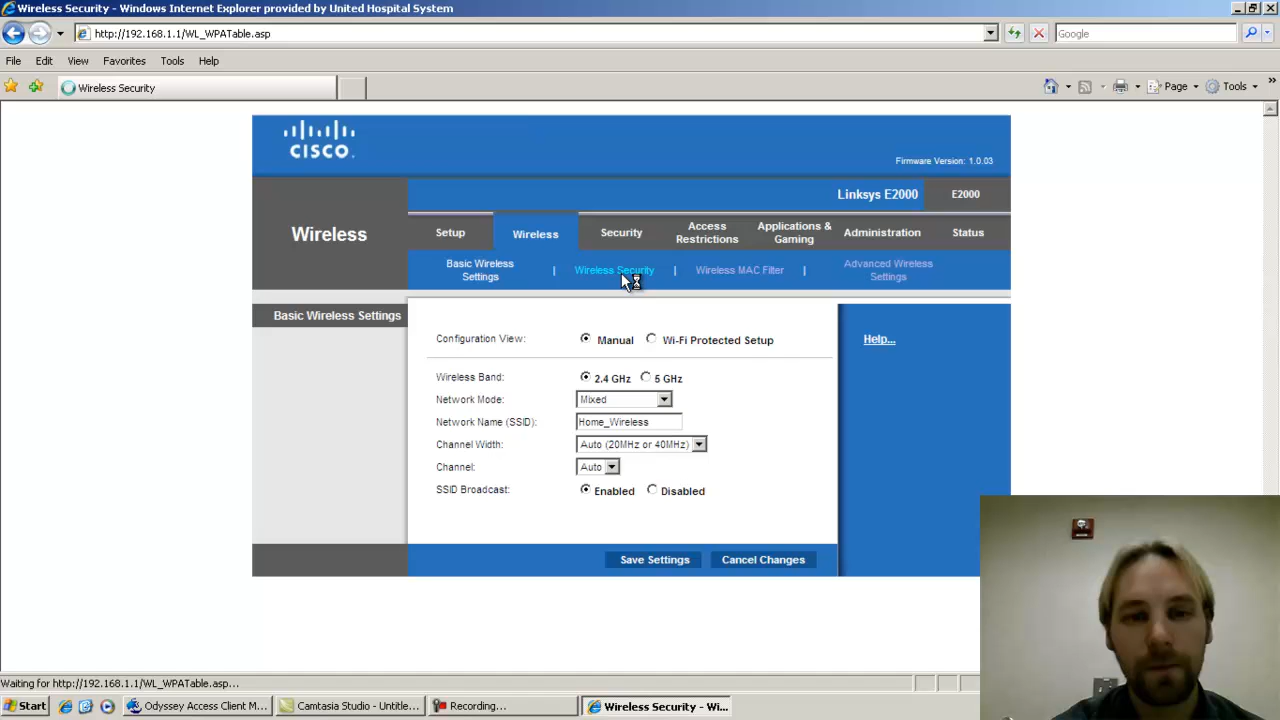 Wireless Security - Windows Internet Explorer provided by United Hospital System
http://192.168.1.1/WL_WPATable.asp
Google
File Edit View Favorites Tools Help
Wireless Security
Page Tools
CISCO.
Firmware Version: 1.0.03
Linksys E2000 E2000
Wireless
Setup Wireless Security Access Restrictions Applications & Gaming Administration Status
Basic Wireless Settings | Wireless Security | Wireless MAC Filter | Advanced Wireless Settings
Basic Wireless Settings
Configuration View: Manual Wi-Fi Protected Setup
Help...
Wireless Band: 2.4 GHz 5 GHz
Network Mode: Mixed
Network Name (SSID): Home_Wireless
Channel Width: Auto (20MHz or 40MHz)
Channel: Auto
SSID Broadcast: Enabled Disabled
Save Settings Cancel Changes
Waiting for http://192.168.1.1/WL_WPATable.asp...
Start Odyssey Access Client M... Camtasia Studio - Untitle... Recording... Wireless Security - Wi...